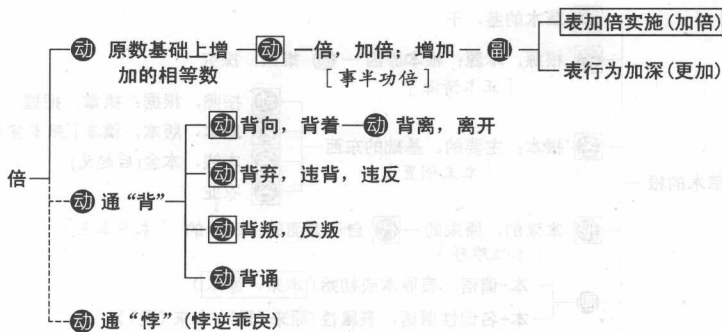 动 原数基础上增加的相等数
动 一倍，加倍；增加
［事半功倍］
副
表加倍实施(加倍)
表行为加深(更加)
倍
动 通“背”
动 背向，背着
动 背离，离开
动 背弃，违背，违反
动 背叛，反叛
动 背诵
动 通“悖”(悖逆乖戾)